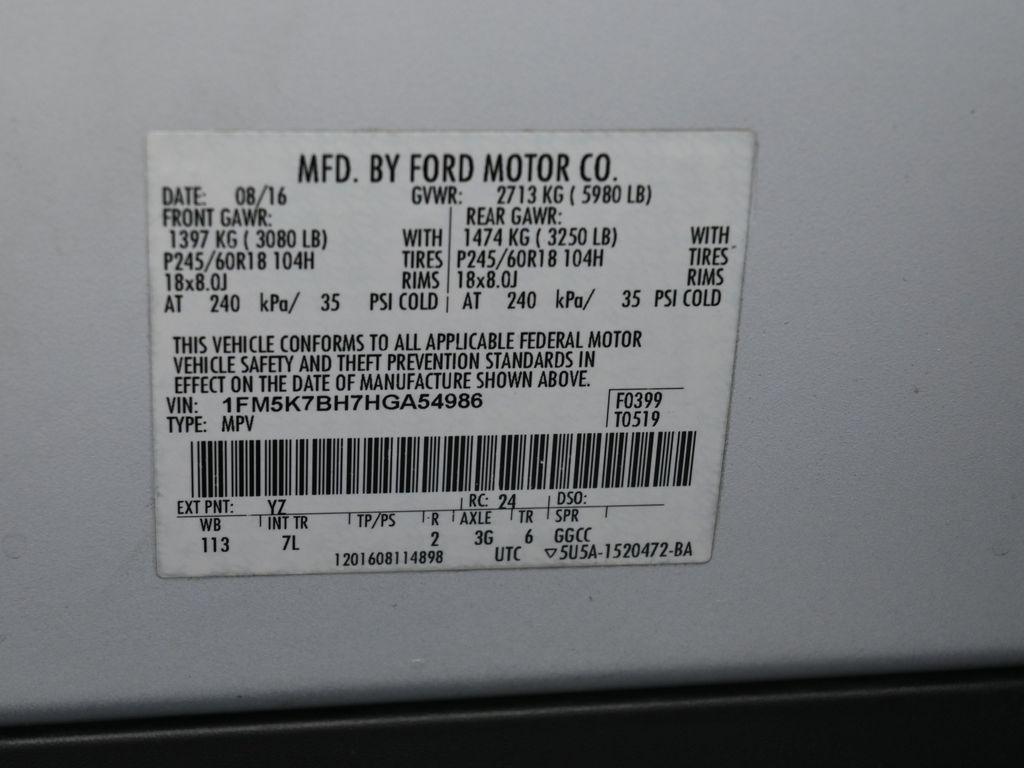 MFD. BY FORD MOTOR CO.
DATE: 08/16 GVWR: 2713 KG ( 5980 LB)
FRONT GAWR: REAR GAWR:
1397 KG ( 3080 LB) WITH 1474 KG ( 3250 LB) WITH
P245/60R18 104H TIRES P245/60R18 104H TIRES
18x8.0J RIMS 18x8.0J RIMS
AT 240 kPa/ 35 PSI COLD AT 240 kPa/ 35 PSI COLD
THIS VEHICLE CONFORMS TO ALL APPLICABLE FEDERAL MOTOR
VEHICLE SAFETY AND THEFT PREVENTION STANDARDS IN
EFFECT ON THE DATE OF MANUFACTURE SHOWN ABOVE.
VIN: 1FM5K7BH7HGA54986 F0399
TYPE: MPV T0519
EXT PNT: YZ RC: 24 DSO:
WB INT TR TP/PS R AXLE TR SPR
113 7L 2 3G 6 GGCC
1201608114898 UTC ▽5U5A-1520472-BA